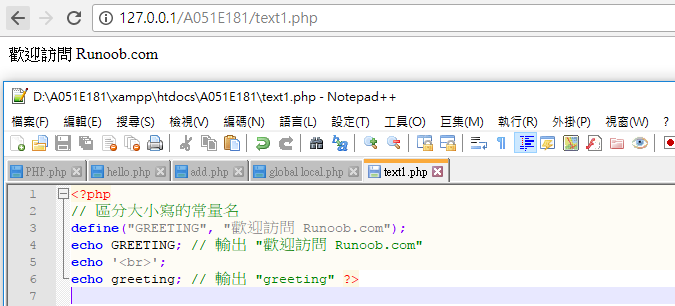 127.0.0.1/A051E181/text1.php
歡迎訪問 Runoob.com
D:\A051E181\xampp\htdocs\A051E181\text1.php - Notepad++
檔案(F) 編輯(E) 搜尋(S) 檢視(V) 編碼(N) 語言(L) 設定(T) 工具(O) 巨集(M) 執行(R) 外掛(P) 視窗(W) ?
PHP.php hello.php add.php global local.php text1.php
1 <?php
2 // 區分大小寫的常量名
3 define("GREETING", "歡迎訪問 Runoob.com");
4 echo GREETING; // 輸出 "歡迎訪問 Runoob.com"
5 echo '<br>';
6 echo greeting; // 輸出 "greeting" ?>
7